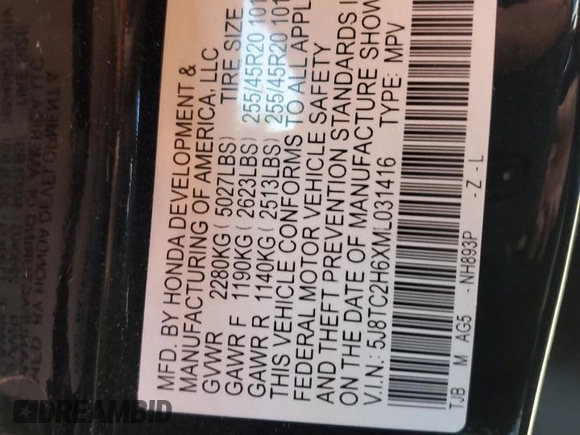 MFD. BY HONDA DEVELOPMENT &
MANUFACTURING OF AMERICA, LLC
GVWR 2280KG ( 5027LBS) TIRE SIZE
GAWR F 1190KG ( 2623LBS) 255/45R20 101
GAWR R 1140KG ( 2513LBS) 255/45R20 101
THIS VEHICLE CONFORMS TO ALL APPL
FEDERAL MOTOR VEHICLE SAFETY
AND THEFT PREVENTION STANDARDS I
ON THE DATE OF MANUFACTURE SHOW
V.I.N.: 5J8TC2H6XML031416 TYPE: MPV
TJB M AG5 - NH893P - Z - L
DREAMBID